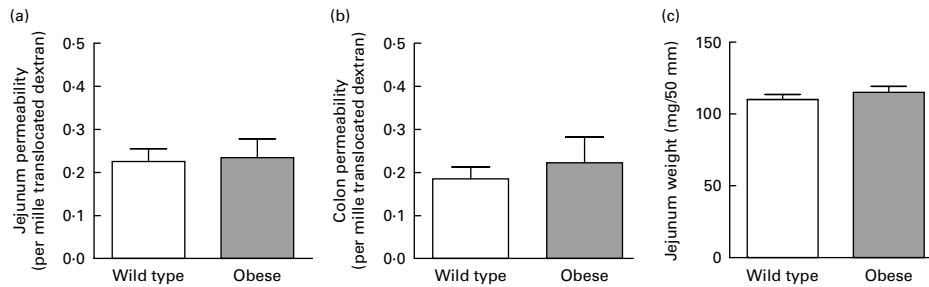 (a)
Jejunum permeability
(per mille translocated dextran)
0·5
0·4
0·3
0·2
0·1
0·0
Wild type
Obese
(b)
Colon permeability
(per mille translocated dextran)
0·5
0·4
0·3
0·2
0·1
0·0
Wild type
Obese
(c)
Jejunum weight (mg/50 mm)
150
100
50
0
Wild type
Obese